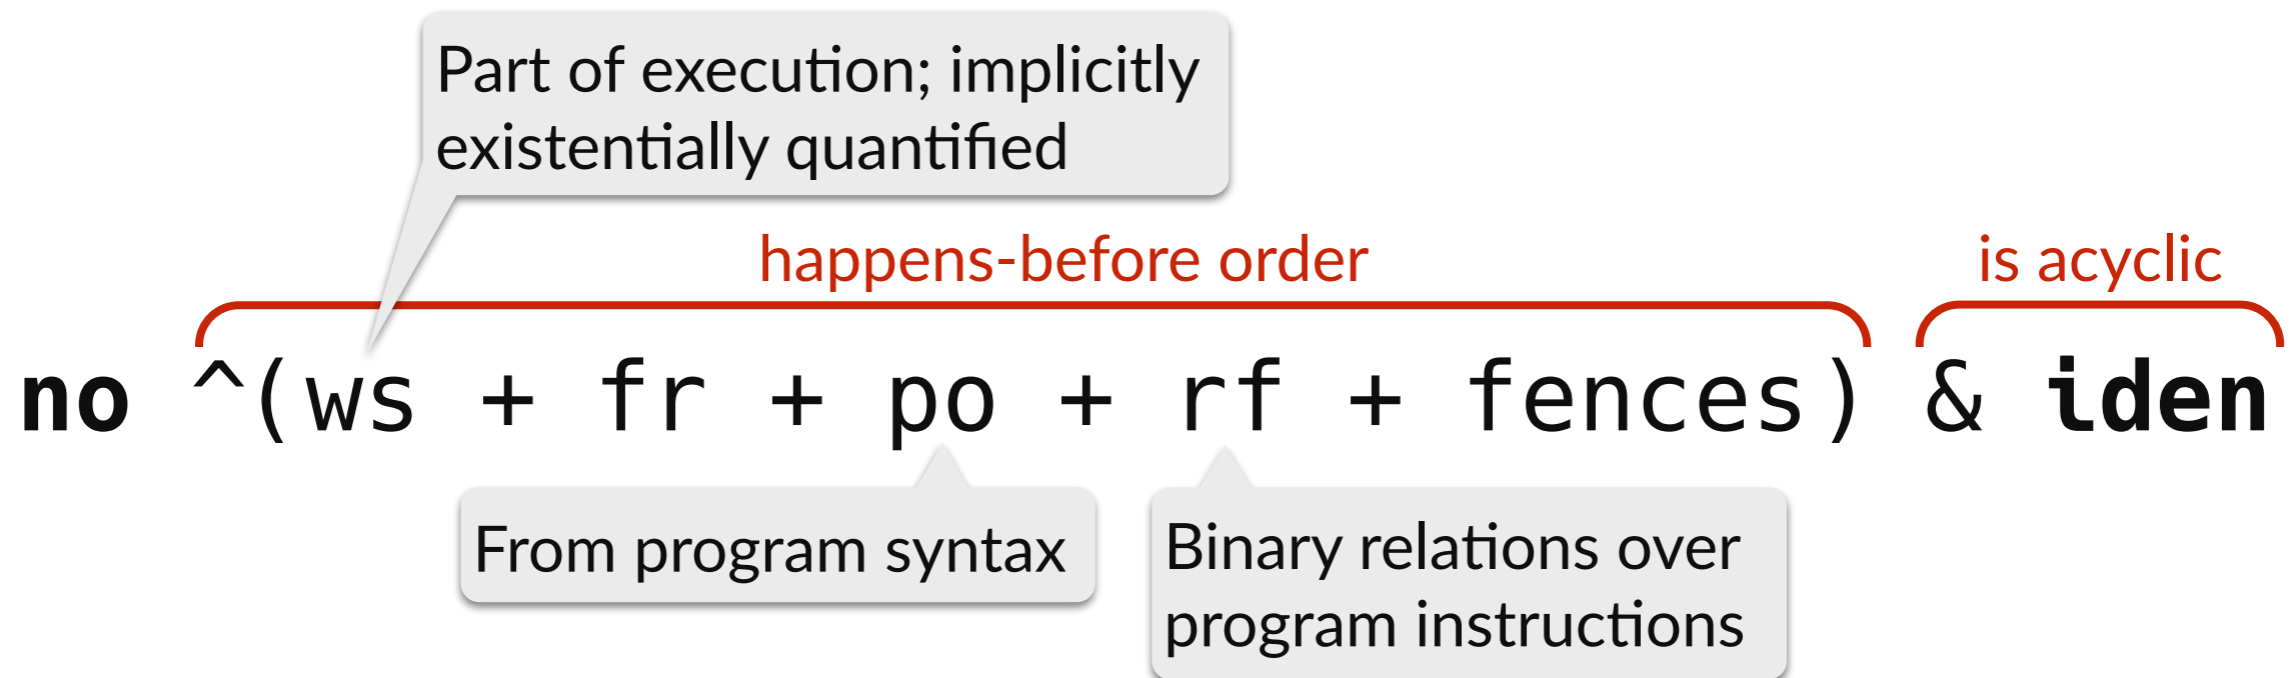 Part of execution; implicitly
existentially quantified
happens-before order
is acyclic
no ^(ws + fr + po + rf + fences) & iden
From program syntax
Binary relations over
program instructions